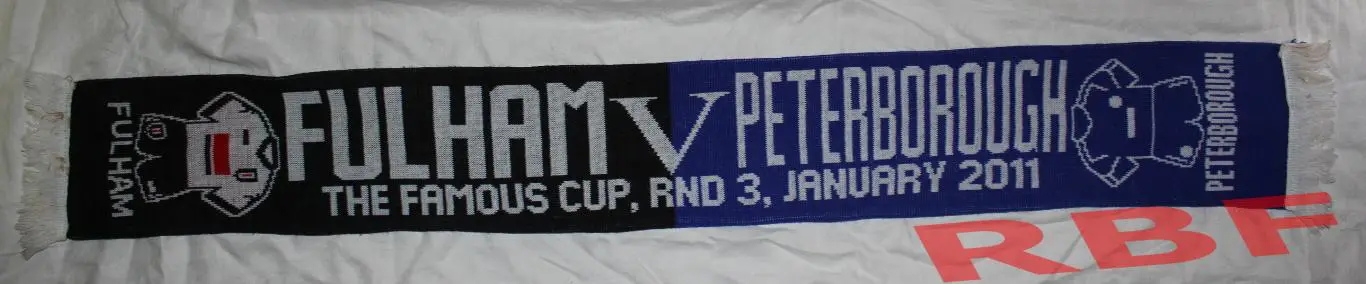 FULHAM
FULHAM V PETERBOROUGH
THE FAMOUS CUP, RND 3, JANUARY 2011
PETERBOROUGH
RBF